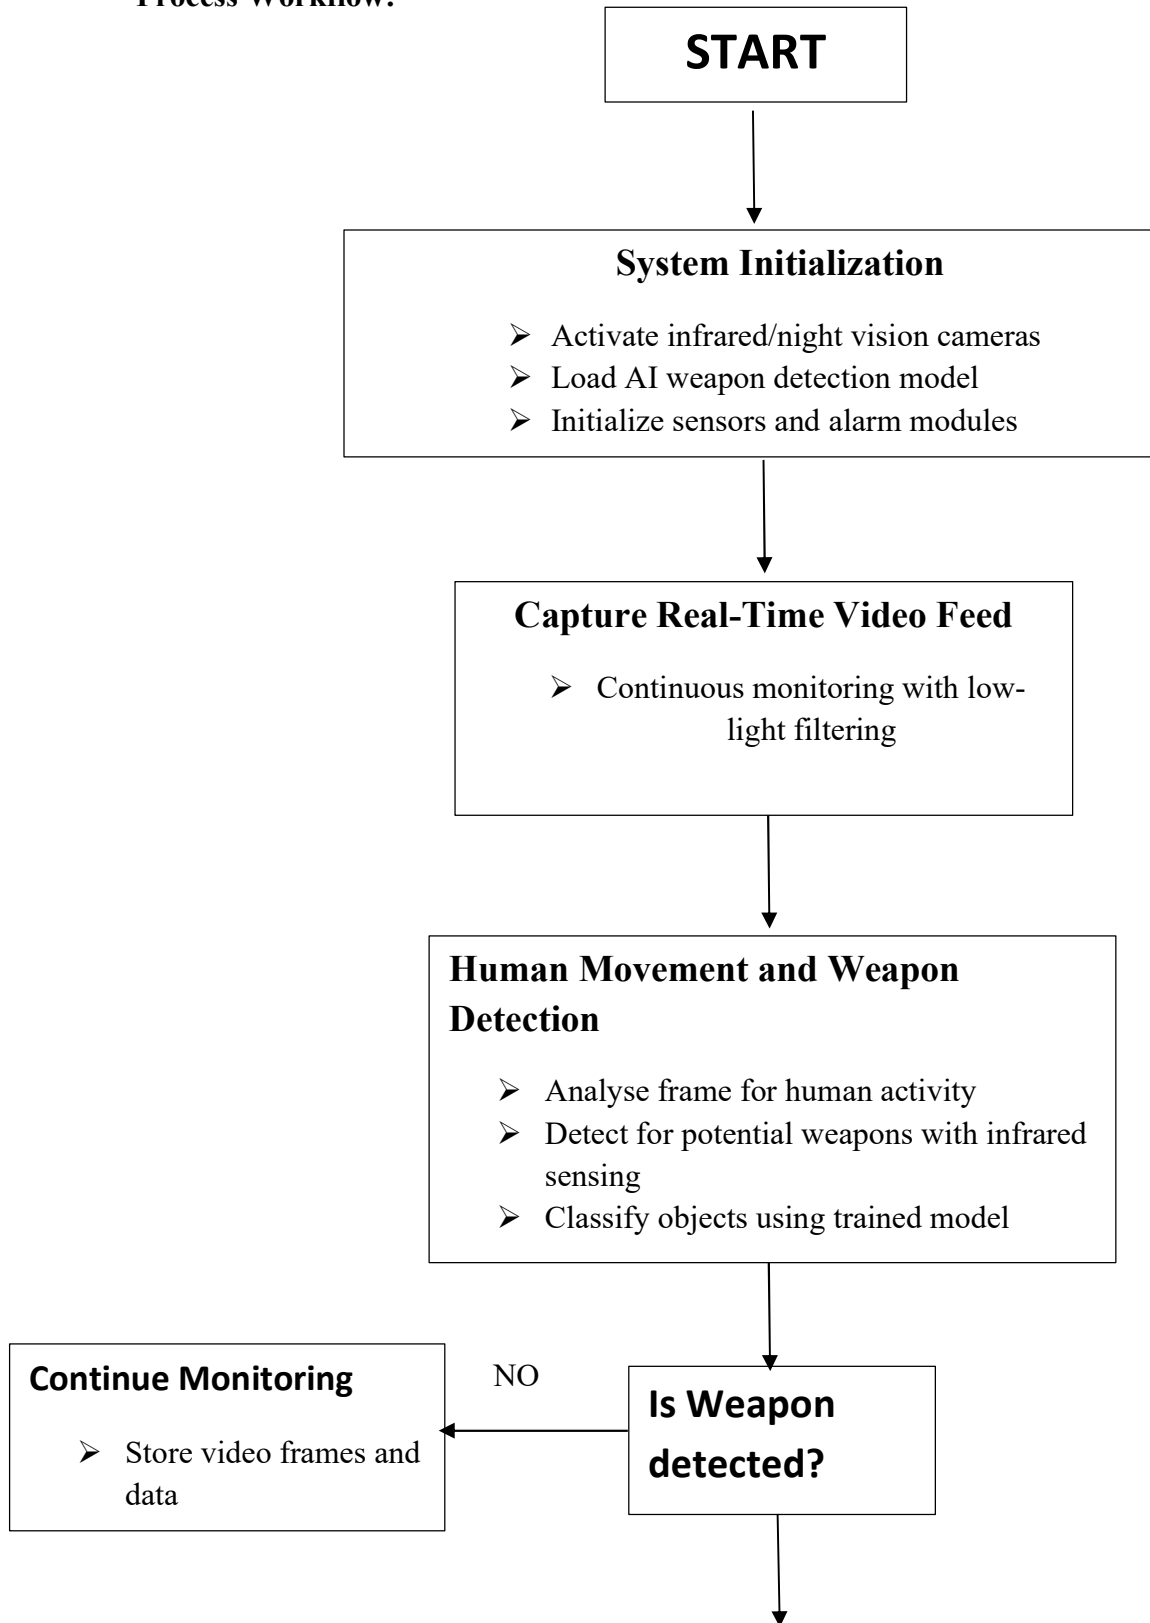 Process Workflow:
START
System Initialization
➢ Activate infrared/night vision cameras
➢ Load AI weapon detection model
➢ Initialize sensors and alarm modules
Capture Real-Time Video Feed
➢ Continuous monitoring with low-
light filtering
Human Movement and Weapon
Detection
➢ Analyse frame for human activity
➢ Detect for potential weapons with infrared
sensing
➢ Classify objects using trained model
Continue Monitoring
➢ Store video frames and
data
NO
Is Weapon
detected?